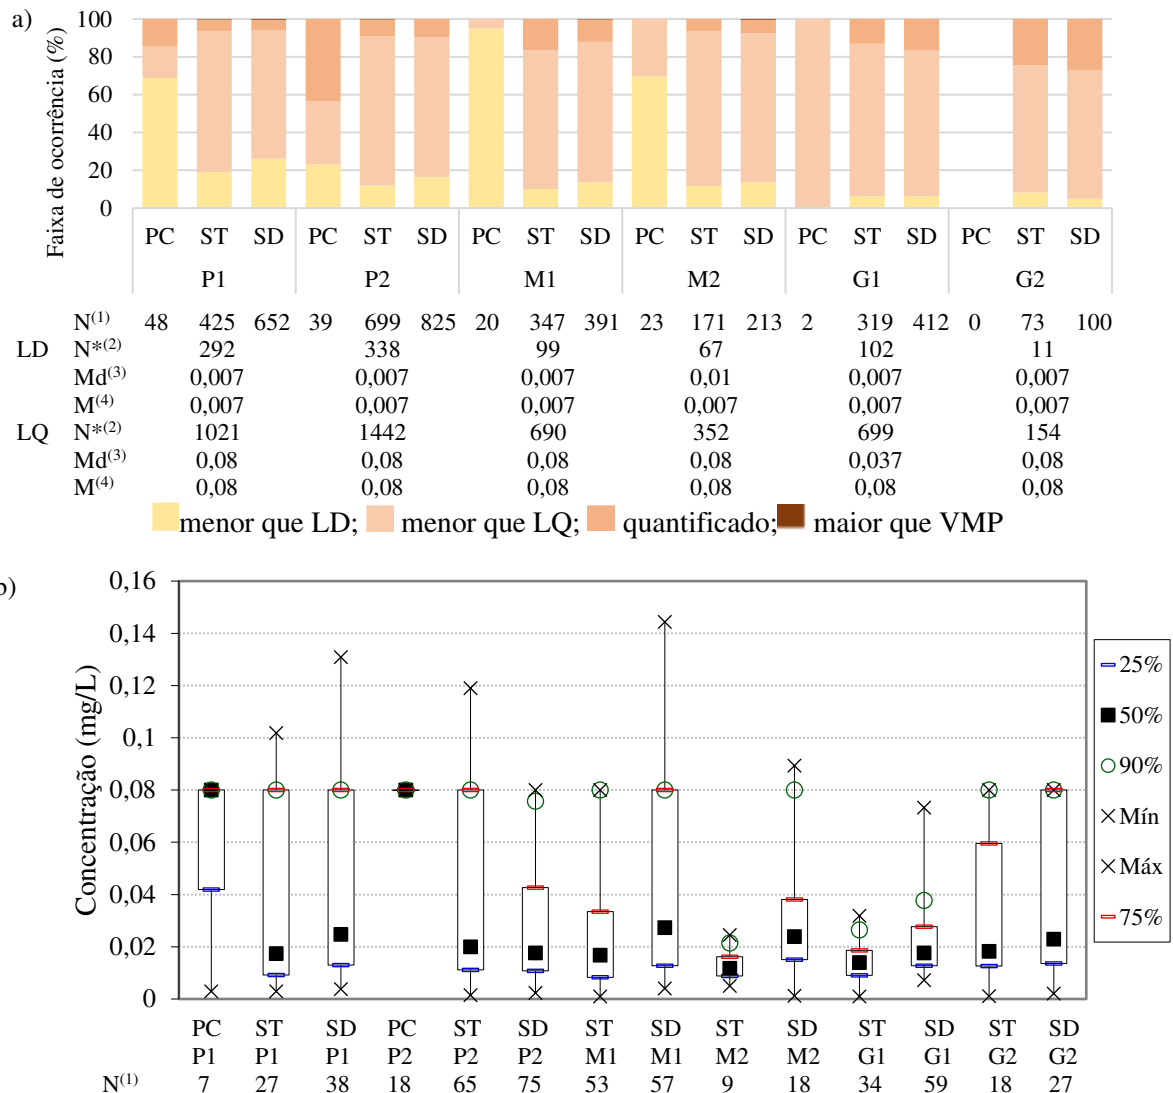 a)
Faixa de ocorrência (%)
100
80
60
40
20
0
PC ST SD PC ST SD PC ST SD PC ST SD PC ST SD PC ST SD
P1 P2 M1 M2 G1 G2
N(1) 48 425 652 39 699 825 20 347 391 23 171 213 2 319 412 0 73 100
LD N*(2) 292 338 99 67 102 11
Md(3) 0,007 0,007 0,007 0,01 0,007 0,007
M(4) 0,007 0,007 0,007 0,007 0,007 0,007
LQ N*(2) 1021 1442 690 352 699 154
Md(3) 0,08 0,08 0,08 0,08 0,037 0,08
M(4) 0,08 0,08 0,08 0,08 0,08 0,08
menor que LD; menor que LQ; quantificado; maior que VMP
b)
Concentração (mg/L)
0,16
0,14
0,12
0,1
0,08
0,06
0,04
0,02
0
25%
50%
90%
Mín
Máx
75%
PC ST SD PC ST SD ST SD ST SD ST SD ST SD
P1 P1 P1 P2 P2 P2 M1 M1 M2 M2 G1 G1 G2 G2
N(1) 7 27 38 18 65 75 53 57 9 18 34 59 18 27